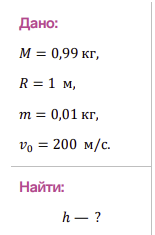 Дано:
M = 0,99 кг,
R = 1 м,
m = 0,01 кг,
v₀ = 200 м/с.
Найти:
h — ?